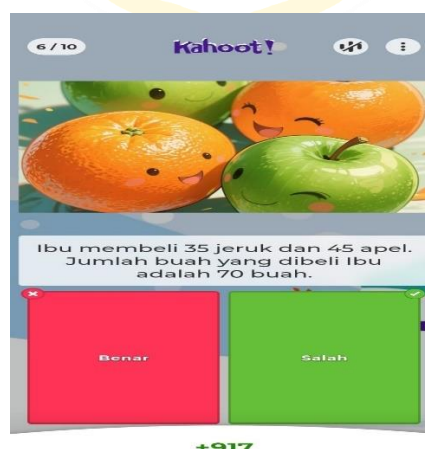 6 / 10
Kahoot!
Ibu membeli 35 jeruk dan 45 apel.
Jumlah buah yang dibeli Ibu
adalah 70 buah.
Benar
Salah
+917